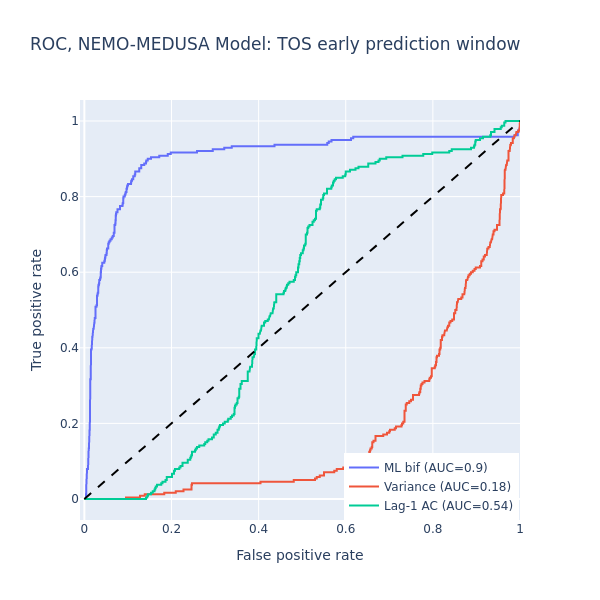 ROC, NEMO-MEDUSA Model: TOS early prediction window
1
0.8
0.6
0.4
0.2
0
True positive rate
ML bif (AUC=0.9)
Variance (AUC=0.18)
Lag-1 AC (AUC=0.54)
0
0.2
0.4
0.6
0.8
1
False positive rate